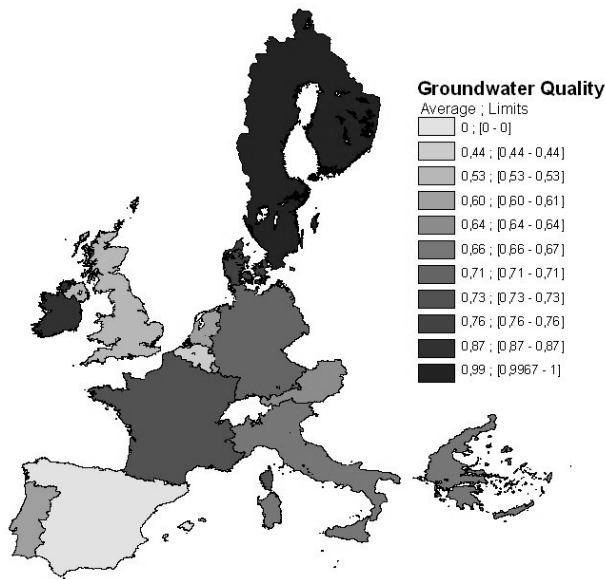 Groundwater Quality
Average ; Limits
0 ; [0 - 0]
0,44 ; [0,44 - 0,44]
0,53 ; [0,53 - 0,53]
0,60 ; [0,60 - 0,61]
0,64 ; [0,64 - 0,64]
0,66 ; [0,66 - 0,67]
0,71 ; [0,71 - 0,71]
0,73 ; [0,73 - 0,73]
0,76 ; [0,76 - 0,76]
0,87 ; [0,87 - 0,87]
0,99 ; [0,9967 - 1]